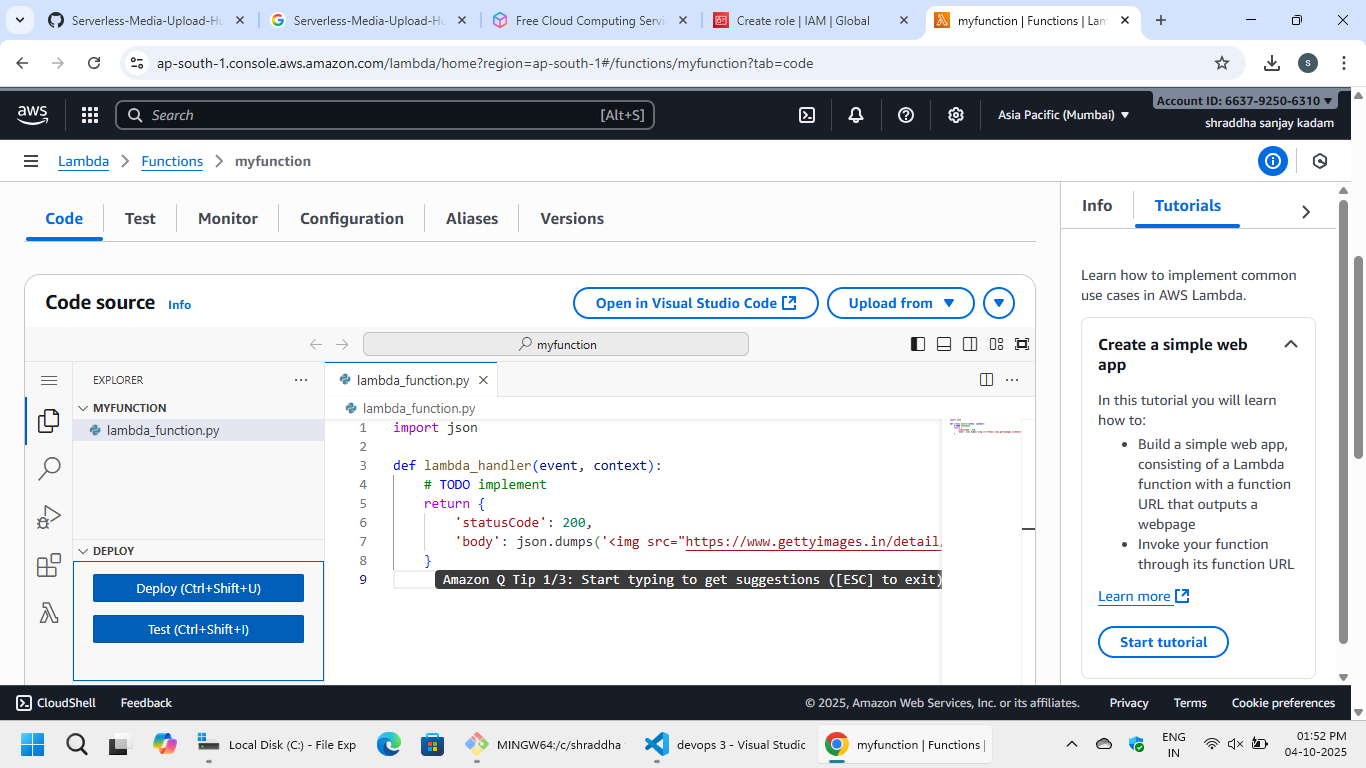 Serverless-Media-Upload-Hu
Serverless-Media-Upload-Hu
Free Cloud Computing Servi
Create role | IAM | Global
myfunction | Functions | Lam
ap-south-1.console.aws.amazon.com/lambda/home?region=ap-south-1#/functions/myfunction?tab=code
S
aws
Search
[Alt+S]
Asia Pacific (Mumbai)
Account ID: 6637-9250-6310
shraddha sanjay kadam
Lambda
Functions
myfunction
Code
Test
Monitor
Configuration
Aliases
Versions
Info
Tutorials
Code source
Info
Open in Visual Studio Code
Upload from
myfunction
EXPLORER
MYFUNCTION
lambda_function.py
DEPLOY
Deploy (Ctrl+Shift+U)
Test (Ctrl+Shift+I)
lambda_function.py
lambda_function.py
1 import json
2
3 def lambda_handler(event, context):
4 # TODO implement
5 return {
6 'statusCode': 200,
7 'body': json.dumps('<img src="https://www.gettyimages.in/detail/
8 }
9 Amazon Q Tip 1/3: Start typing to get suggestions ([ESC] to exit)
Learn how to implement common
use cases in AWS Lambda.
Create a simple web
app
In this tutorial you will learn
how to:
• Build a simple web app,
consisting of a Lambda
function with a function
URL that outputs a
webpage
• Invoke your function
through its function URL
Learn more
Start tutorial
CloudShell
Feedback
© 2025, Amazon Web Services, Inc. or its affiliates.
Privacy
Terms
Cookie preferences
Local Disk (C:) - File Exp
MINGW64:/c/shraddha
devops 3 - Visual Studio
myfunction | Functions |
ENG
IN
01:52 PM
04-10-2025